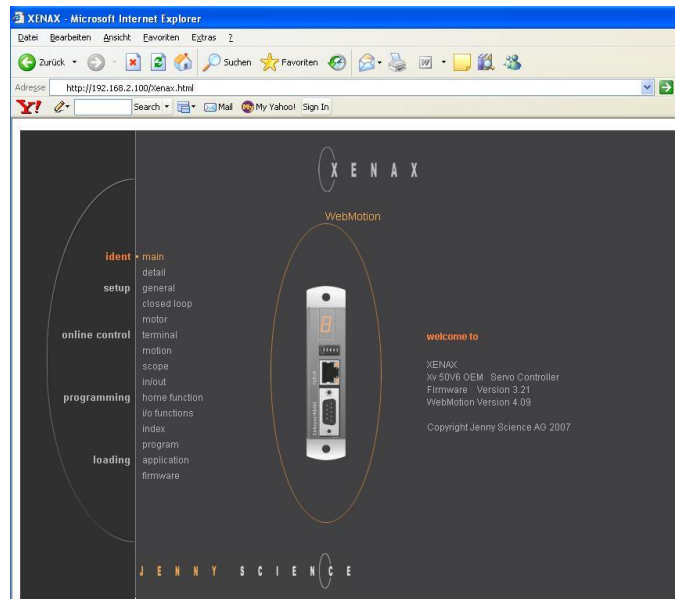 XENAX - Microsoft Internet Explorer
Datei Bearbeiten Ansicht Favoriten Extras ?
Zurück Suchen Favoriten
Adresse http://192.168.2.100/Xenax.html
Y! Search Mail My Yahoo! Sign In
XENAX
WebMotion
ident main
detail
setup general
closed loop
motor
online control terminal
motion
scope
in/out
programming home function
i/o functions
index
program
loading application
firmware
8
XENAX
welcome to
XENAX
Xv 50V6 OEM Servo Controller
Firmware Version 3.21
WebMotion Version 4.09
Copyright Jenny Science AG 2007
JENNY SCIENCE